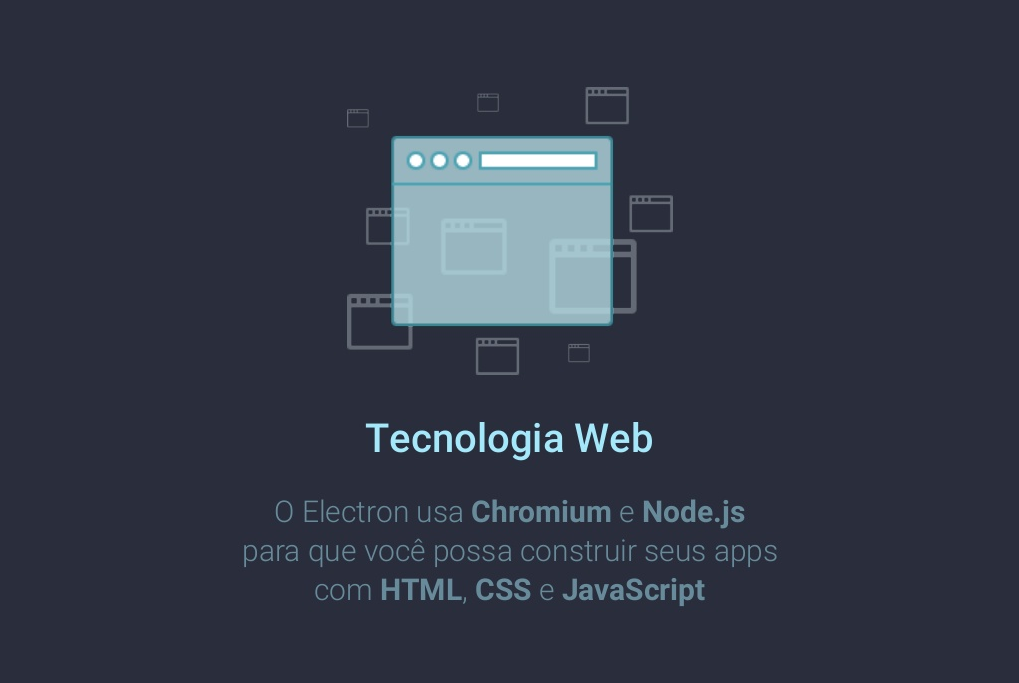 Tecnologia Web
O Electron usa Chromium e Node.js
para que você possa construir seus apps
com HTML, CSS e JavaScript